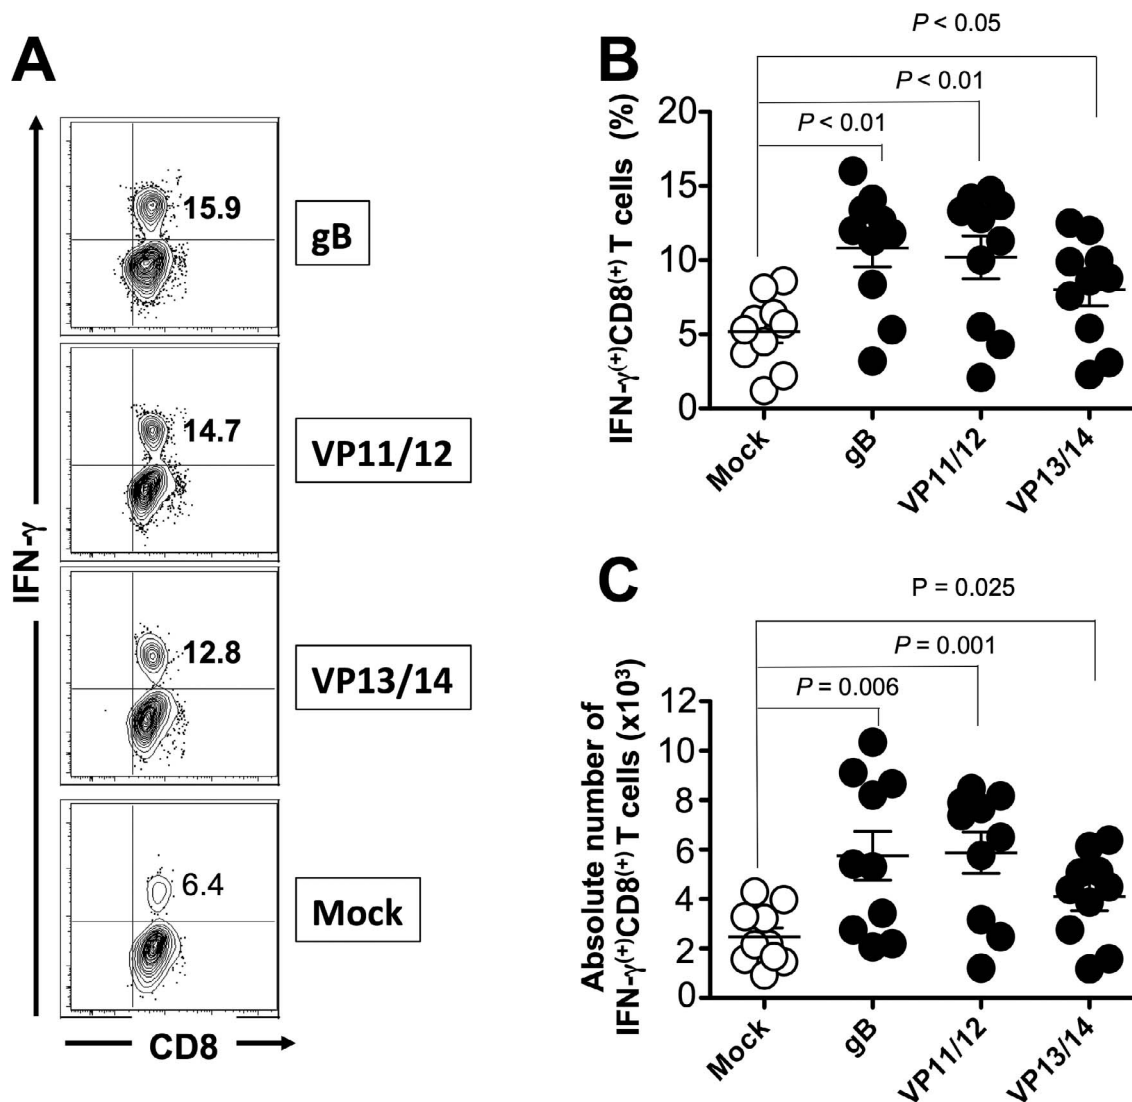 A
IFN-γ
15.9
gB
14.7
VP11/12
12.8
VP13/14
6.4
Mock
CD8
B
P < 0.05
P < 0.01
P < 0.01
IFN-γ(+)CD8(+) T cells (%)
20
15
10
5
0
Mock
gB
VP11/12
VP13/14
C
P = 0.025
P = 0.001
P = 0.006
Absolute number of
IFN-γ(+)CD8(+) T cells (x10³)
12
10
8
6
4
2
0
Mock
gB
VP11/12
VP13/14